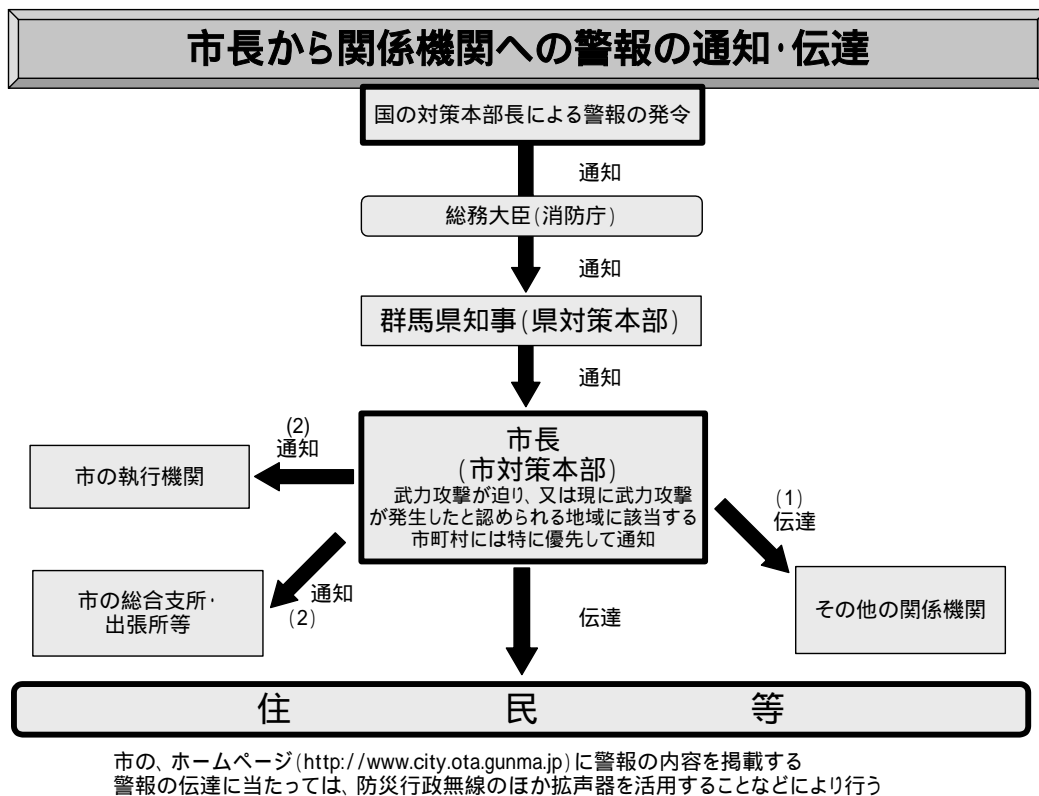 市長から関係機関への警報の通知・伝達
国の対策本部長による警報の発令
通知
総務大臣(消防庁)
通知
群馬県知事(県対策本部)
通知
市長
(市対策本部)
武力攻撃が迫り、又は現に武力攻撃
が発生したと認められる地域に該当する
市町村には特に優先して通知
(2)
通知
市の執行機関
(1)
伝達
市の総合支所・
出張所等
通知
(2)
伝達
その他の関係機関
住民等
市の、ホームページ(http://www.city.ota.gunma.jp)に警報の内容を掲載する
警報の伝達に当たっては、防災行政無線のほか拡声器を活用することなどにより行う